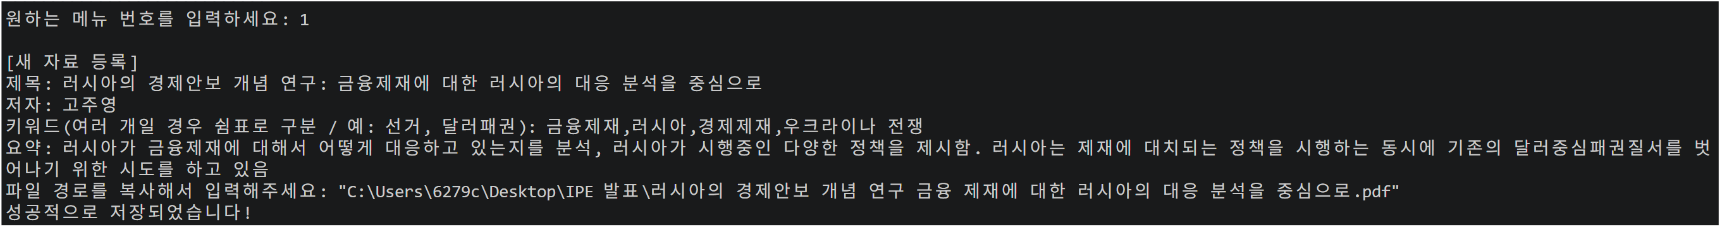 원하는 메뉴 번호를 입력하세요: 1
[새 자료 등록]
제목: 러시아의 경제안보 개념 연구: 금융제재에 대한 러시아의 대응 분석을 중심으로
저자: 고주영
키워드(여러 개일 경우 쉼표로 구분 / 예: 선거, 달러패권): 금융제재,러시아,경제제재,우크라이나 전쟁
요약: 러시아가 금융제재에 대해서 어떻게 대응하고 있는지를 분석, 러시아가 시행중인 다양한 정책을 제시함. 러시아는 제재에 대치되는 정책을 시행하는 동시에 기존의 달러중심패권질서를 벗
어나기 위한 시도를 하고 있음
파일 경로를 복사해서 입력해주세요: "C:\Users\6279c\Desktop\IPE 발표\러시아의 경제안보 개념 연구 금융 제재에 대한 러시아의 대응 분석을 중심으로.pdf"
성공적으로 저장되었습니다!